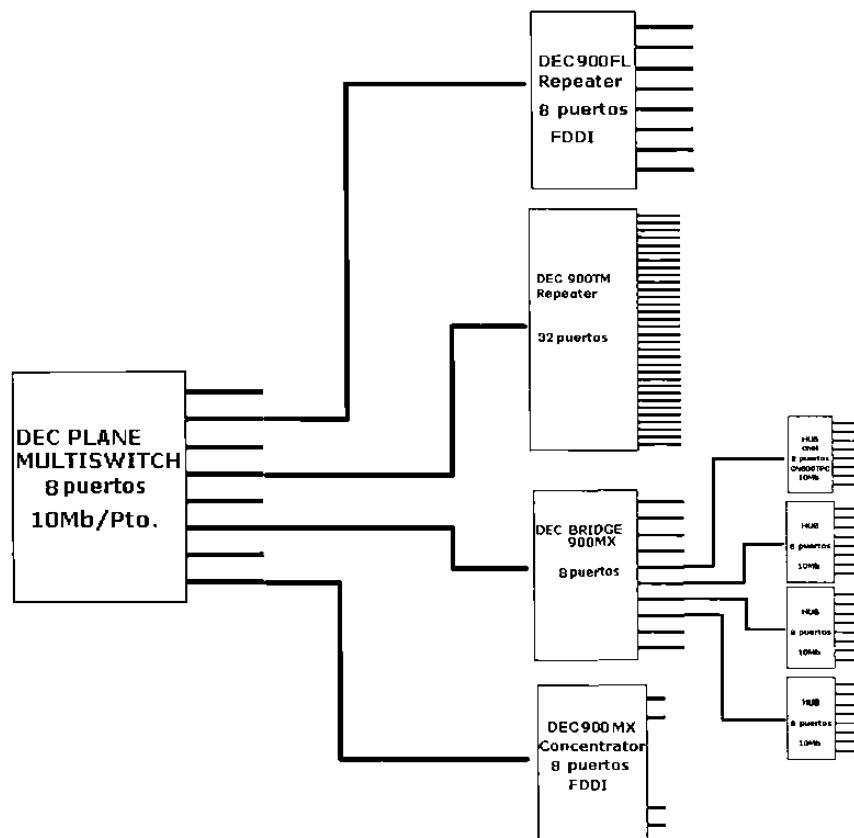 DEC PLANE
MULTISWITCH
8 puertos
10Mb/Pto.
DEC900FL
Repeater
8 puertos
FDDI
DEC 900TM
Repeater
32 puertos
DEC BRIDGE
900MX
8 puertos
DEC900 MX
Concentrator
8 puertos
FDDI
HUB
8 puertos
10Mb
HUB
8 puertos
10Mb
HUB
8 puertos
10Mb
HUB
8 puertos
10Mb